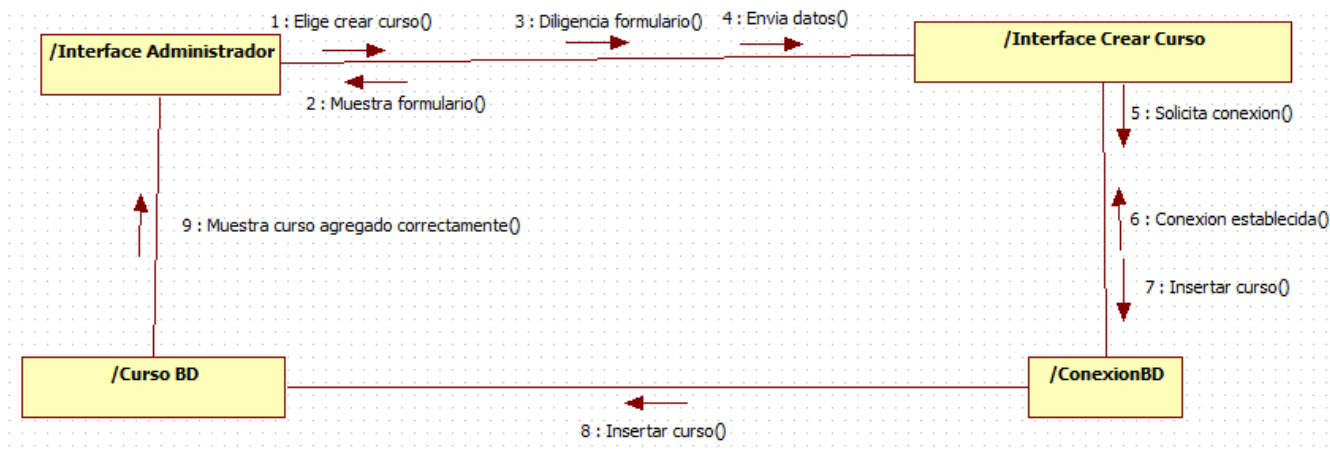 1 : Elige crear curso()
3 : Diligencia formulario()
4 : Envia datos()
/Interface Administrador
/Interface Crear Curso
2 : Muestra formulario()
5 : Solicita conexion()
9 : Muestra curso agregado correctamente()
6 : Conexion establecida()
7 : Insertar curso()
/Curso BD
/ConexionBD
8 : Insertar curso()